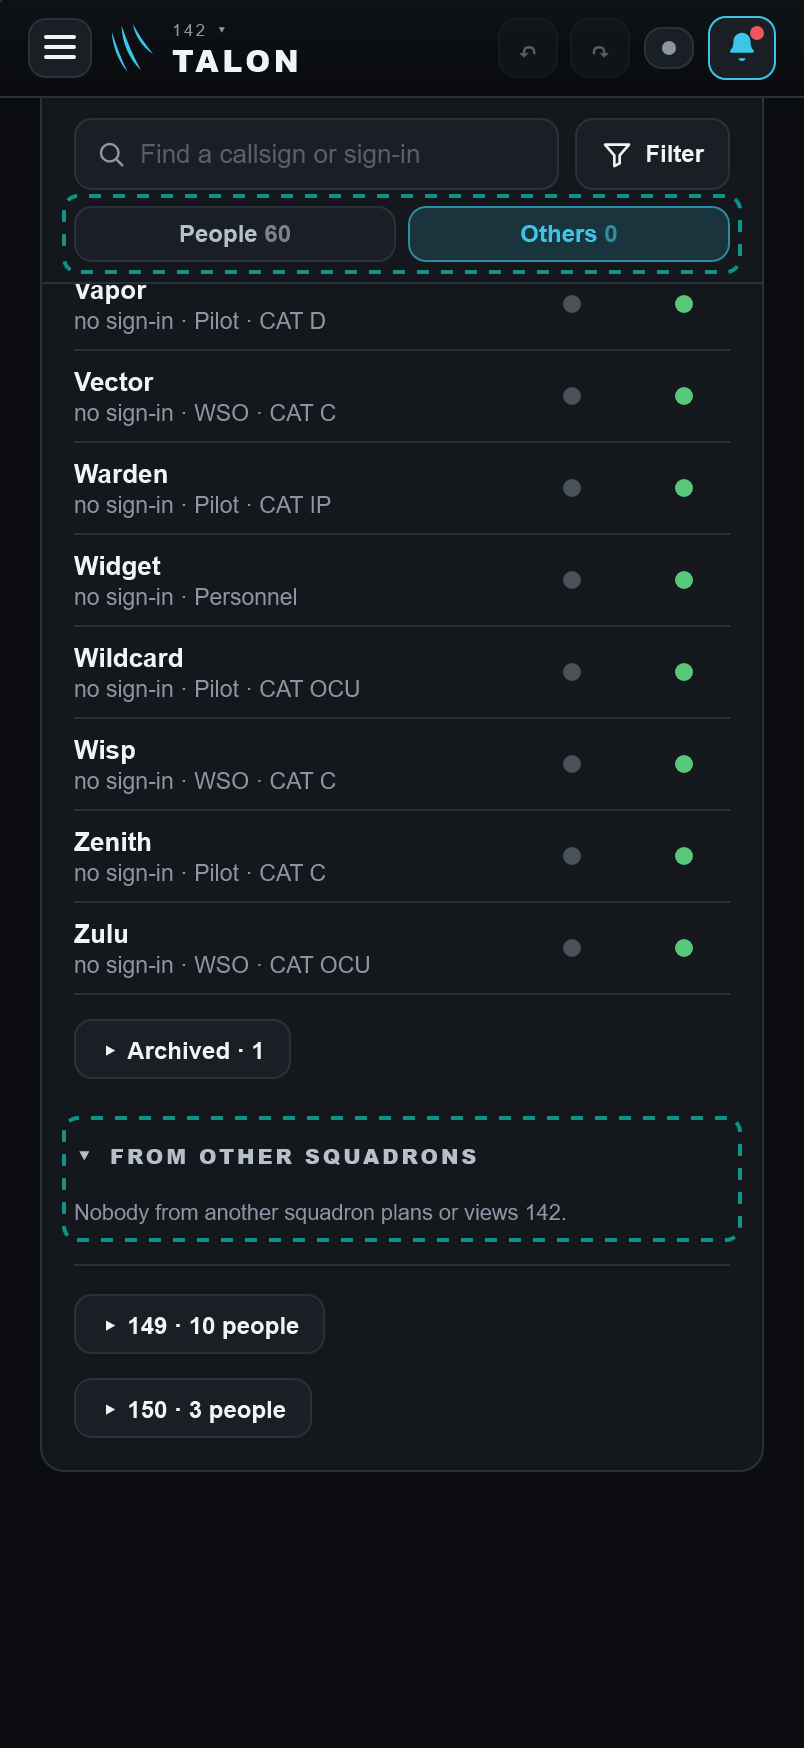 142 ▾
TALON
Find a callsign or sign-in
Filter
People 60
Others 0
Vapor
no sign-in · Pilot · CAT D
Vector
no sign-in · WSO · CAT C
Warden
no sign-in · Pilot · CAT IP
Widget
no sign-in · Personnel
Wildcard
no sign-in · Pilot · CAT OCU
Wisp
no sign-in · WSO · CAT C
Zenith
no sign-in · Pilot · CAT C
Zulu
no sign-in · WSO · CAT OCU
▸ Archived · 1
▾ FROM OTHER SQUADRONS
Nobody from another squadron plans or views 142.
▸ 149 · 10 people
▸ 150 · 3 people